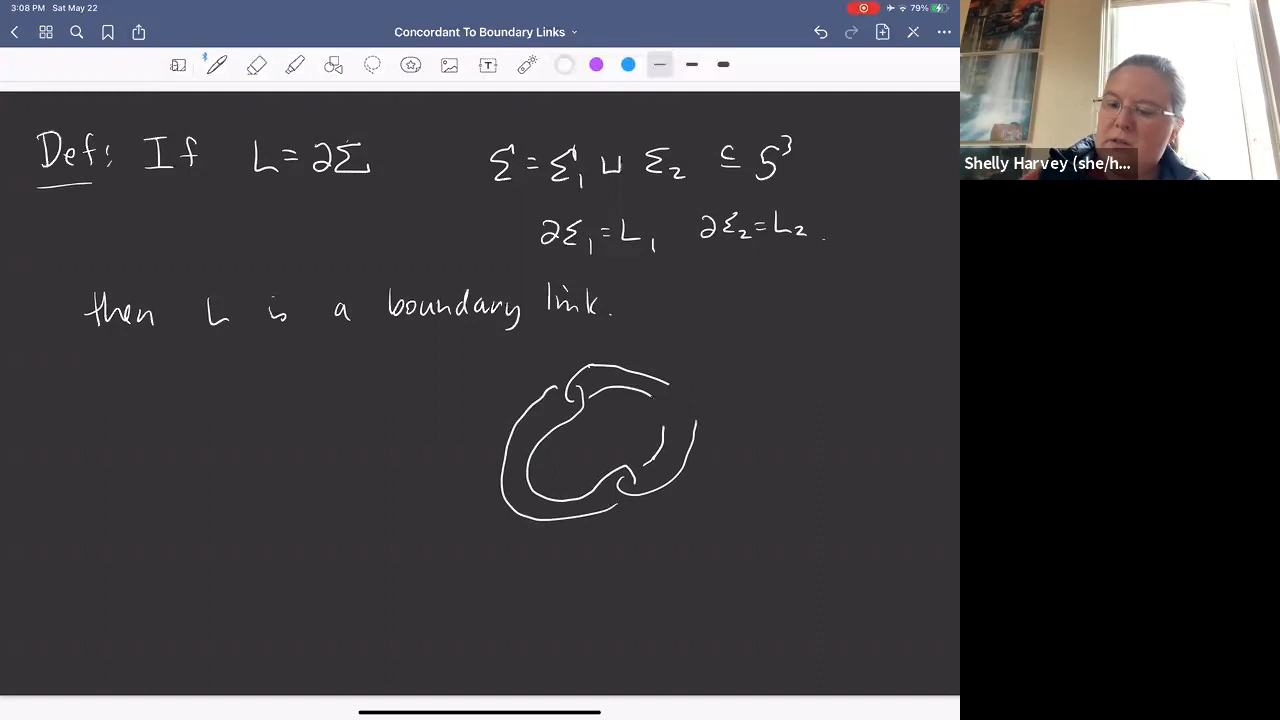 3:08 PM Sat May 22
79%
Concordant To Boundary Links
T
Def: If L = ∂Σ Σ = Σ₁ ⊔ Σ₂ ⊆ S³
∂Σ₁ = L₁ ∂Σ₂ = L₂.
then L is a boundary link.
Shelly Harvey (she/h...